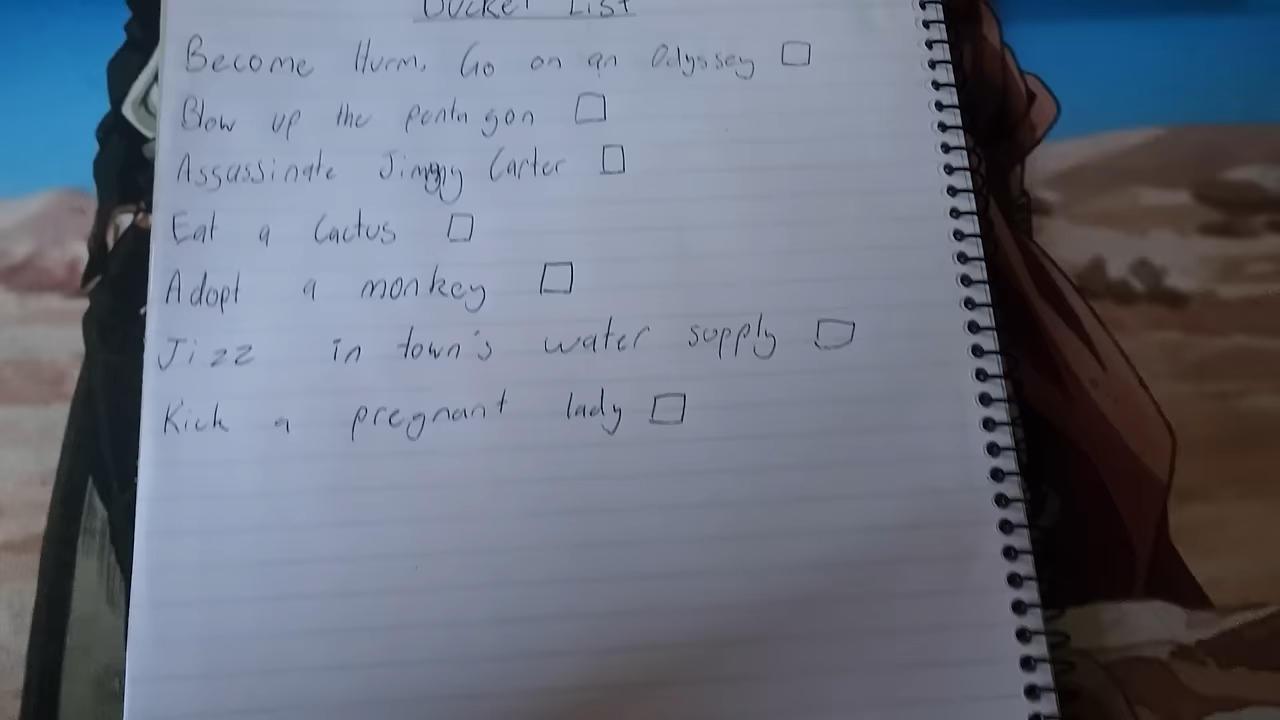 Bucket List
Become Hurm, Go on an Odyssey
Blow up the pentagon
Assassinate Jimmy Carter
Eat a Cactus
Adopt a monkey
Jizz in town's water supply
Kick a pregnant lady